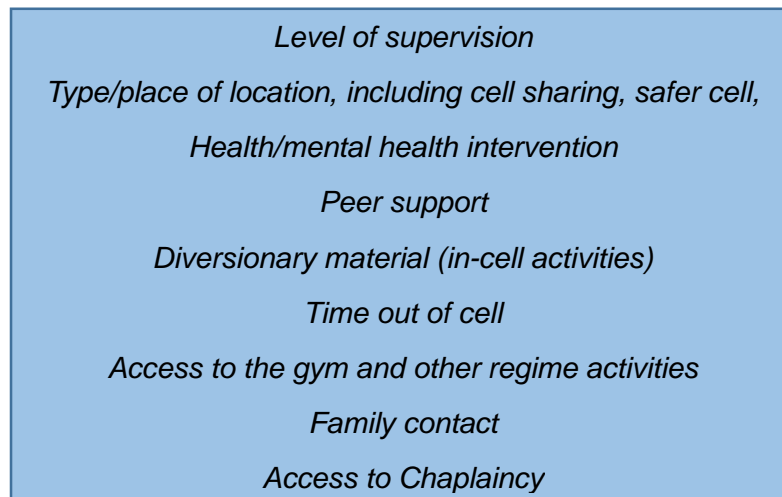 Level of supervision
Type/place of location, including cell sharing, safer cell,
Health/mental health intervention
Peer support
Diversionary material (in-cell activities)
Time out of cell
Access to the gym and other regime activities
Family contact
Access to Chaplaincy